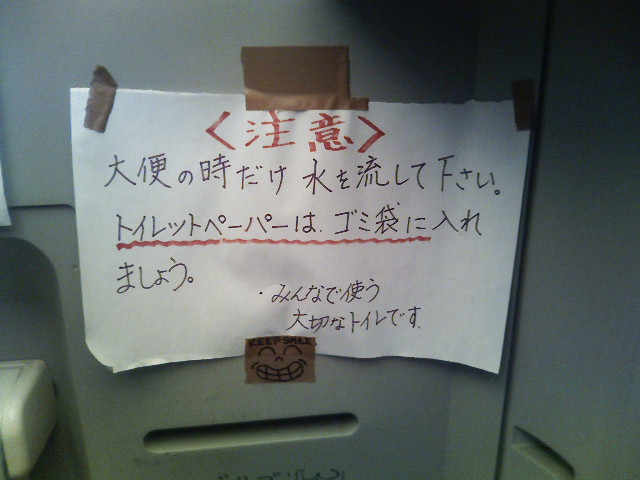 <注意>
大便の時だけ水を流して下さい。
トイレットペーパーは、ゴミ袋に入れ
ましょう。
・みんなで使う
大切なトイレです
KEEP SMILE